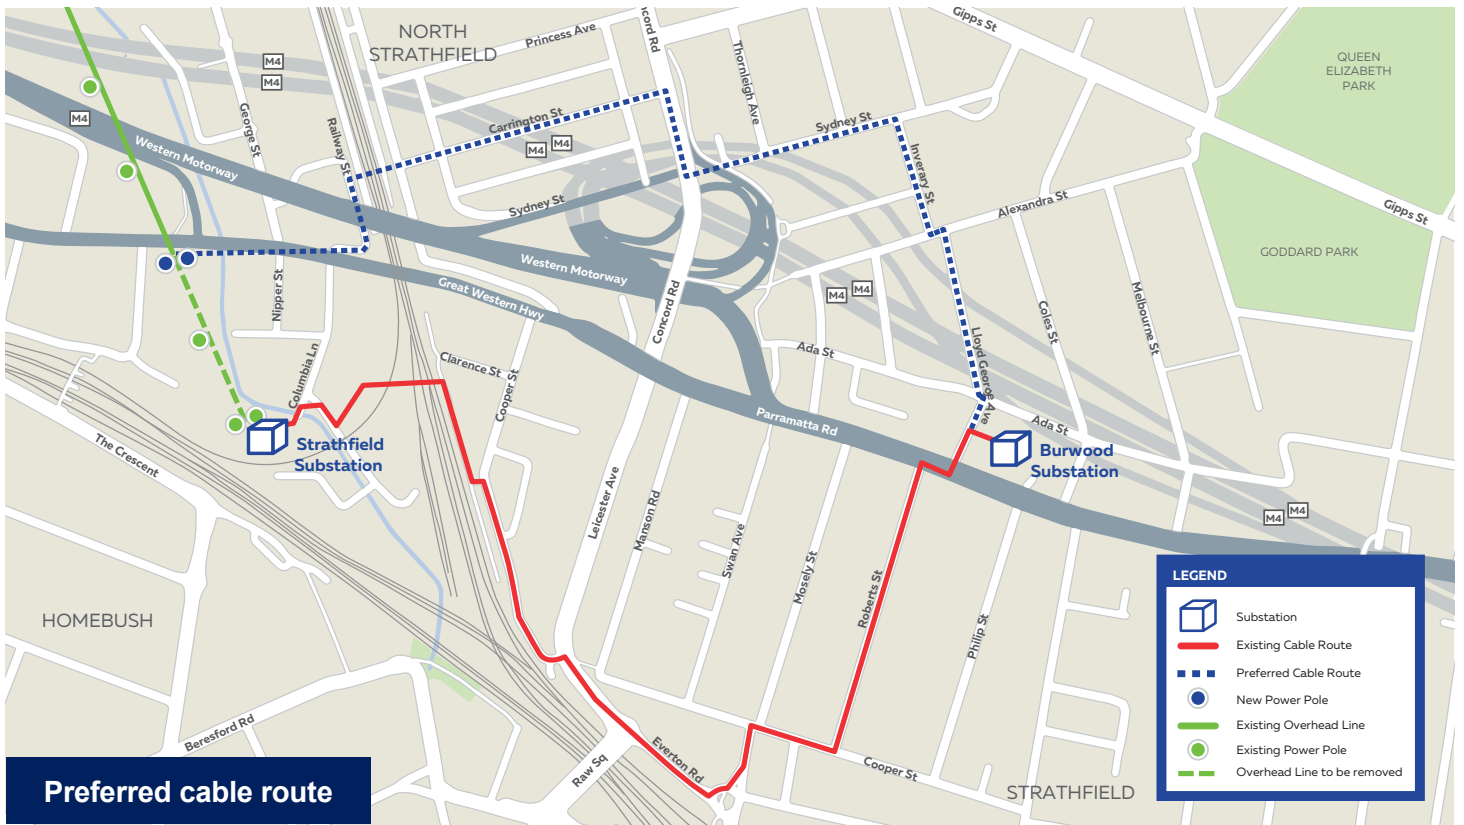 NORTH
STRATHFIELD
Princess Ave
ncord Rd
Gipps St
QUEEN
ELIZABETH
PARK
M4
M4
M4
Thornleigh Ave
George St
Railway St
Carrington St
Sydney St
M4
M4
Western Motorway
Inverary St
Alexandra St
Gipps St
Sydney St
GODDARD PARK
Western Motorway
Great Western Hwy
Nipper St
Concord Rd
M4
M4
Coles St
Melbourne St
Lloyd George Ave
Ada St
Clarence St
Columbia Ln
Cooper St
Parramatta Rd
Ada St
The Crescent
Strathfield
Substation
Burwood
Substation
Leicester Ave
Manson Rd
M4
M4
Swan Ave
Mosely St
Roberts St
Philip St
HOMEBUSH
Beresford Rd
Everton Rd
Raw Sq
Cooper St
STRATHFIELD
LEGEND
Substation
Existing Cable Route
Preferred Cable Route
New Power Pole
Existing Overhead Line
Existing Power Pole
Overhead Line to be removed
Preferred cable route